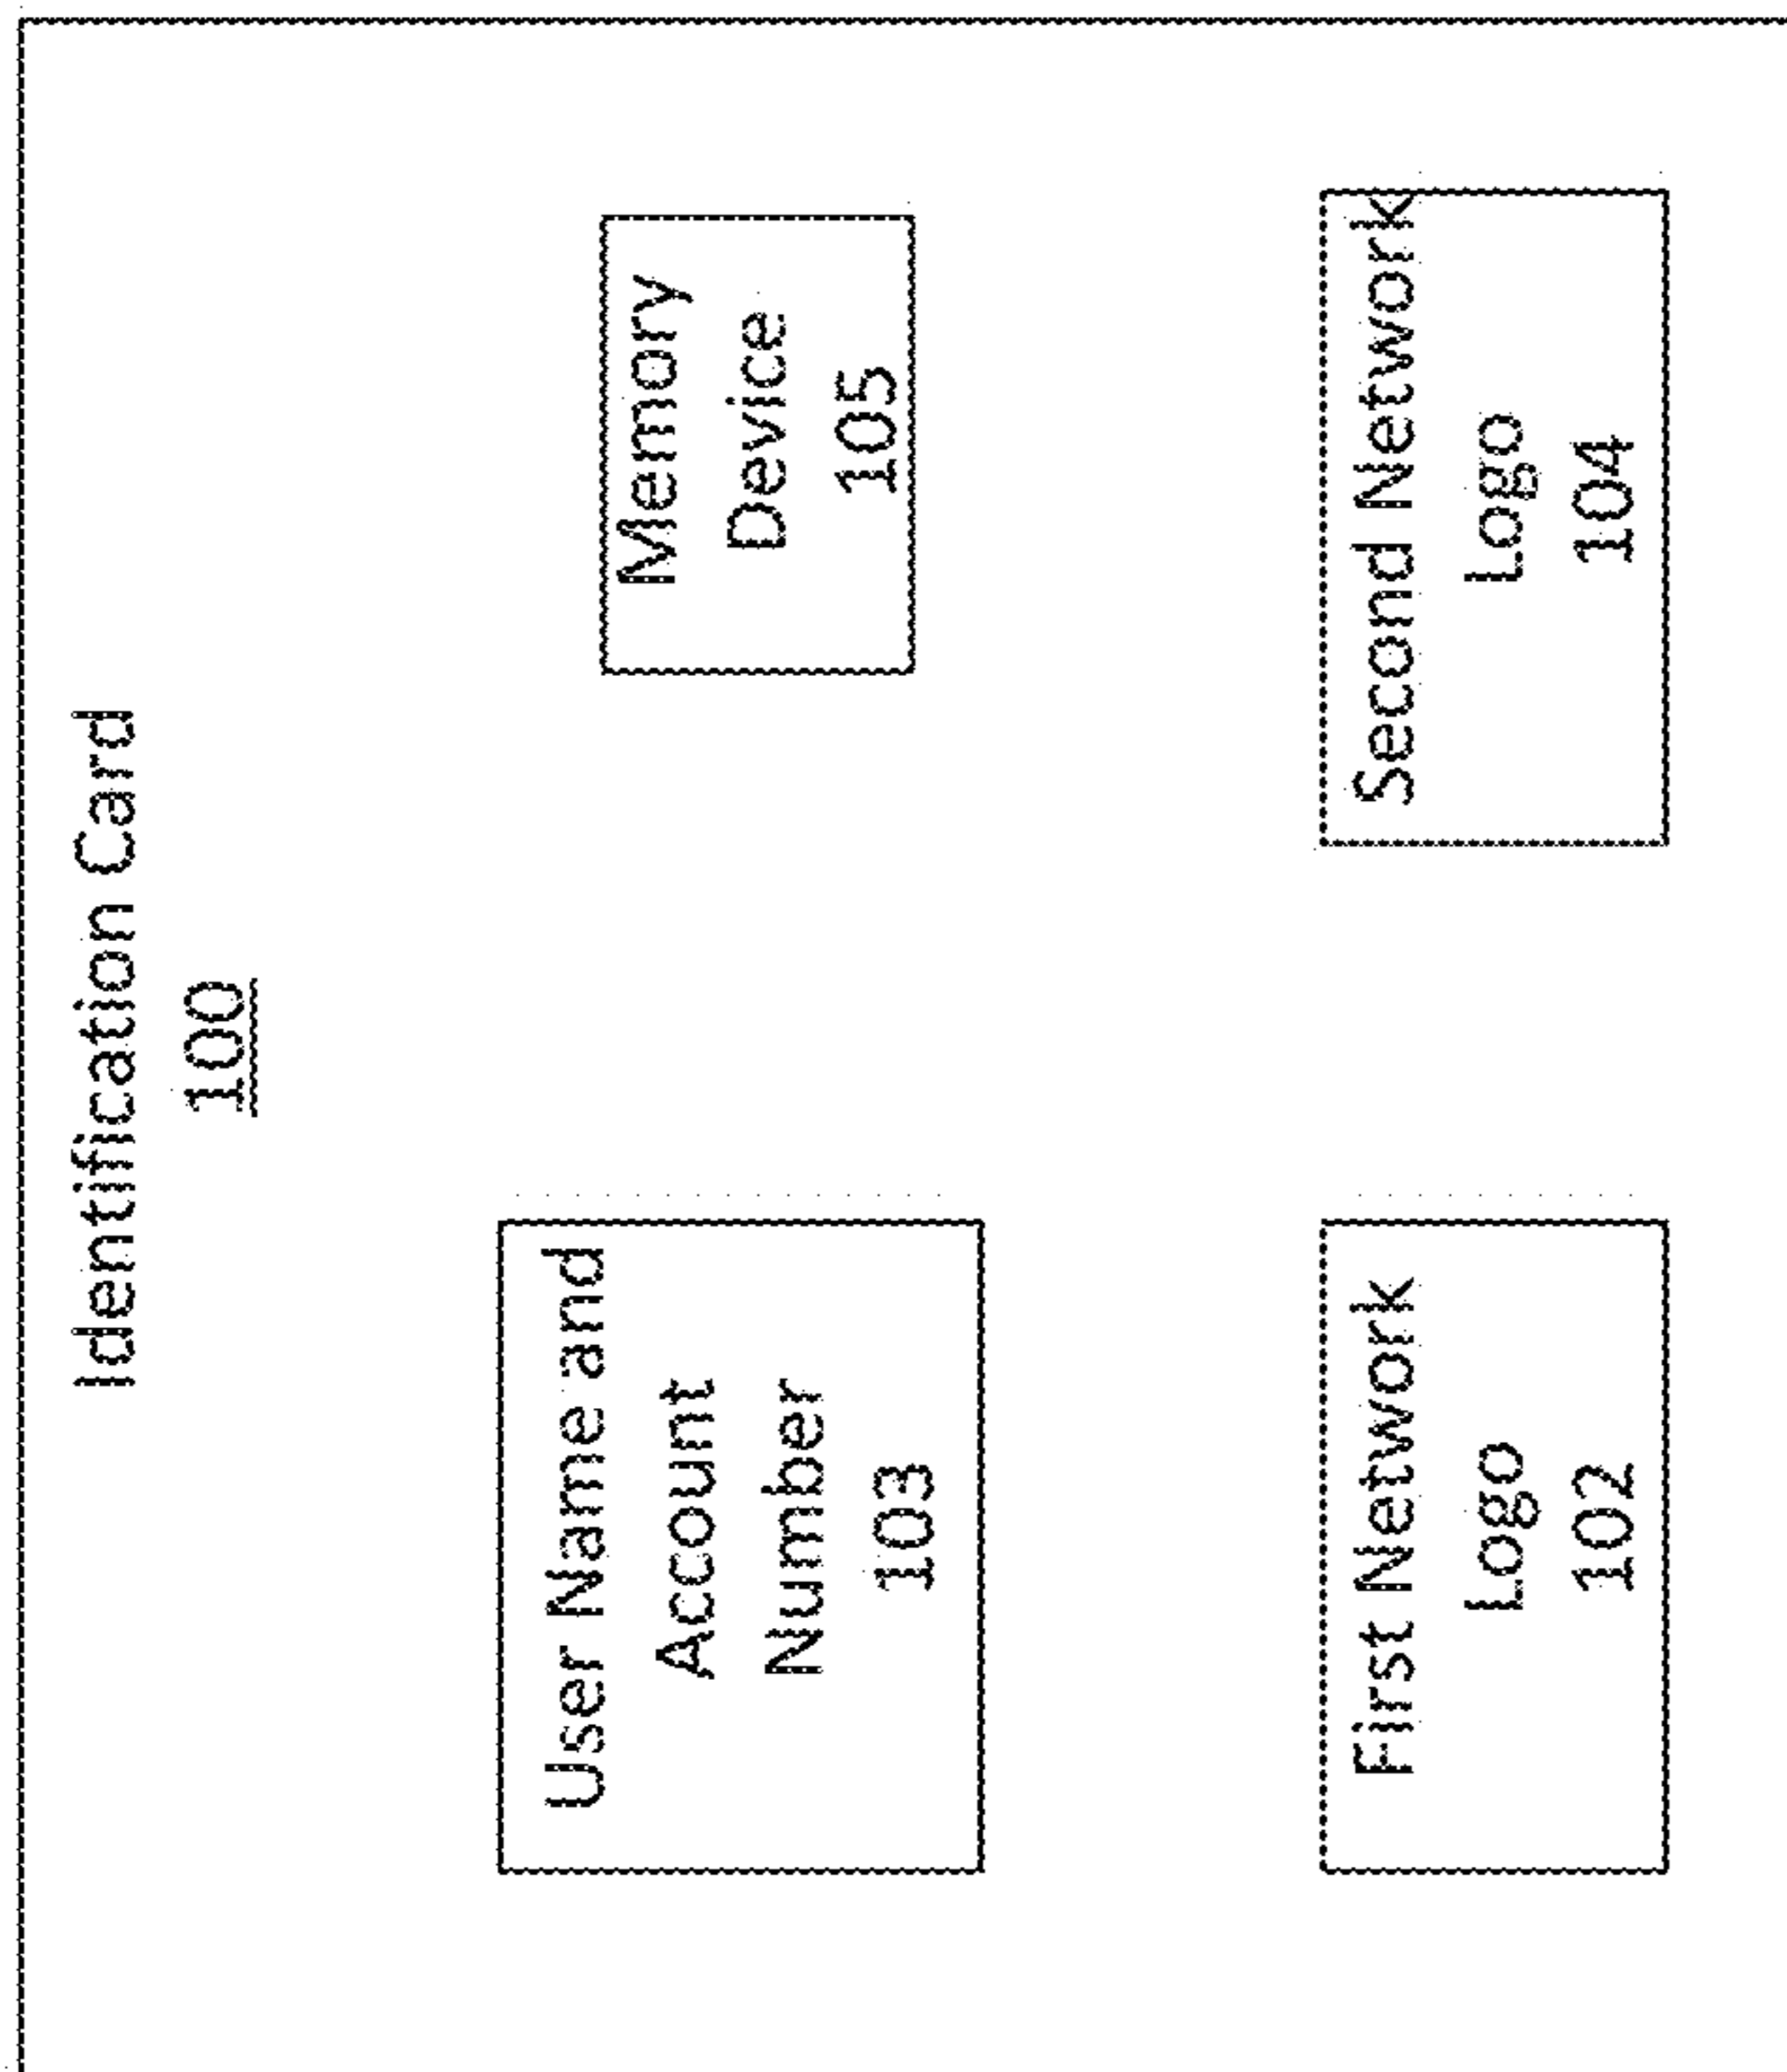 Identification Card
100
User Name and
Account
Number
103
Memory
Device
105
First Network
Logo
102
Second Network
Logo
104